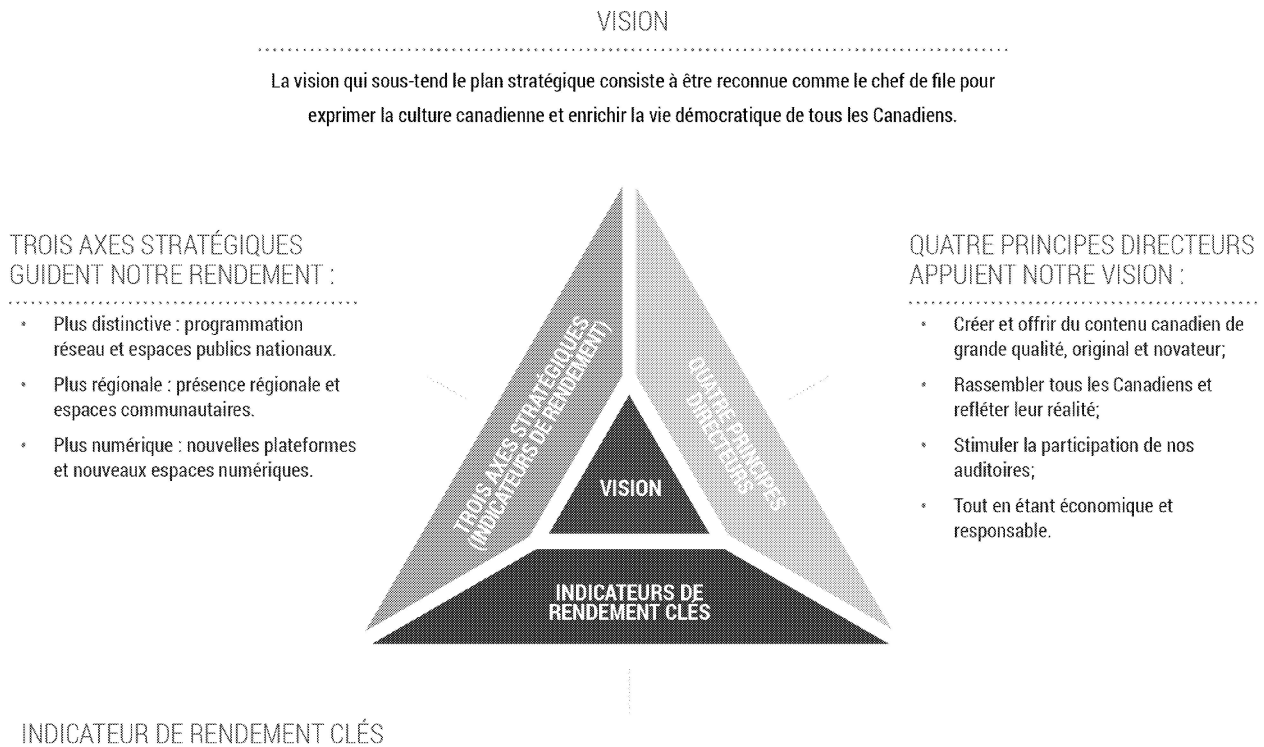 VISION
La vision qui sous-tend le plan stratégique consiste à être reconnue comme le chef de file pour
exprimer la culture canadienne et enrichir la vie démocratique de tous les Canadiens.
TROIS AXES STRATÉGIQUES
GUIDENT NOTRE RENDEMENT :
• Plus distinctive : programmation
réseau et espaces publics nationaux.
• Plus régionale : présence régionale et
espaces communautaires.
• Plus numérique : nouvelles plateformes
et nouveaux espaces numériques.
TROIS AXES STRATÉGIQUES
(INDICATEURS DE RENDEMENT)
QUATRE PRINCIPES
DIRECTEURS
VISION
INDICATEURS DE
RENDEMENT CLÉS
QUATRE PRINCIPES DIRECTEURS
APPUIENT NOTRE VISION :
• Créer et offrir du contenu canadien de
grande qualité, original et novateur;
• Rassembler tous les Canadiens et
refléter leur réalité;
• Stimuler la participation de nos
auditoires;
• Tout en étant économique et
responsable.
INDICATEUR DE RENDEMENT CLÉS